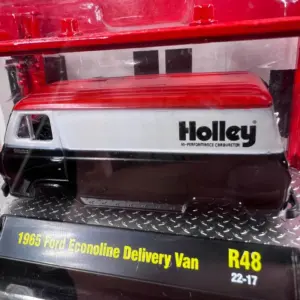 Holley®
HI-PERFORMANCE CARBURETOR
1965 Ford Econoline Delivery Van
R48
22-17